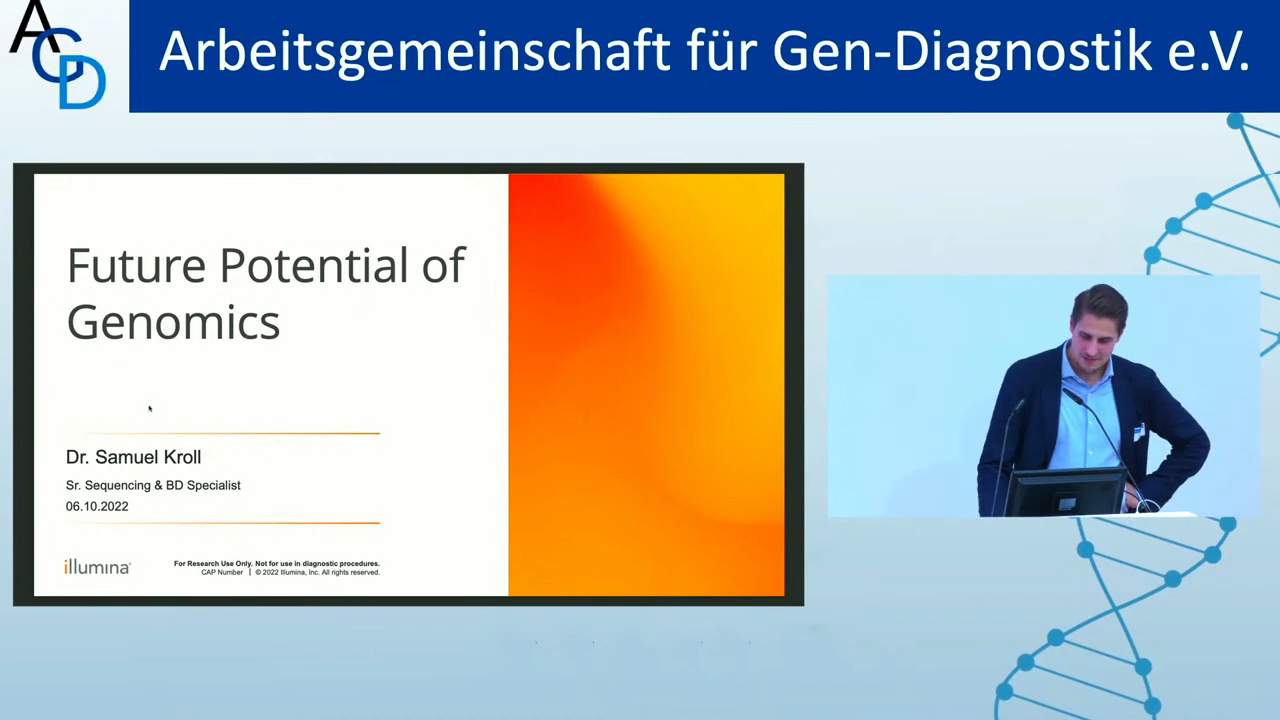 AGD
Arbeitsgemeinschaft für Gen-Diagnostik e.V.
Future Potential of
Genomics
Dr. Samuel Kroll
Sr. Sequencing & BD Specialist
06.10.2022
illumina
For Research Use Only. Not for use in diagnostic procedures.
CAP Number | © 2022 Illumina, Inc. All rights reserved.